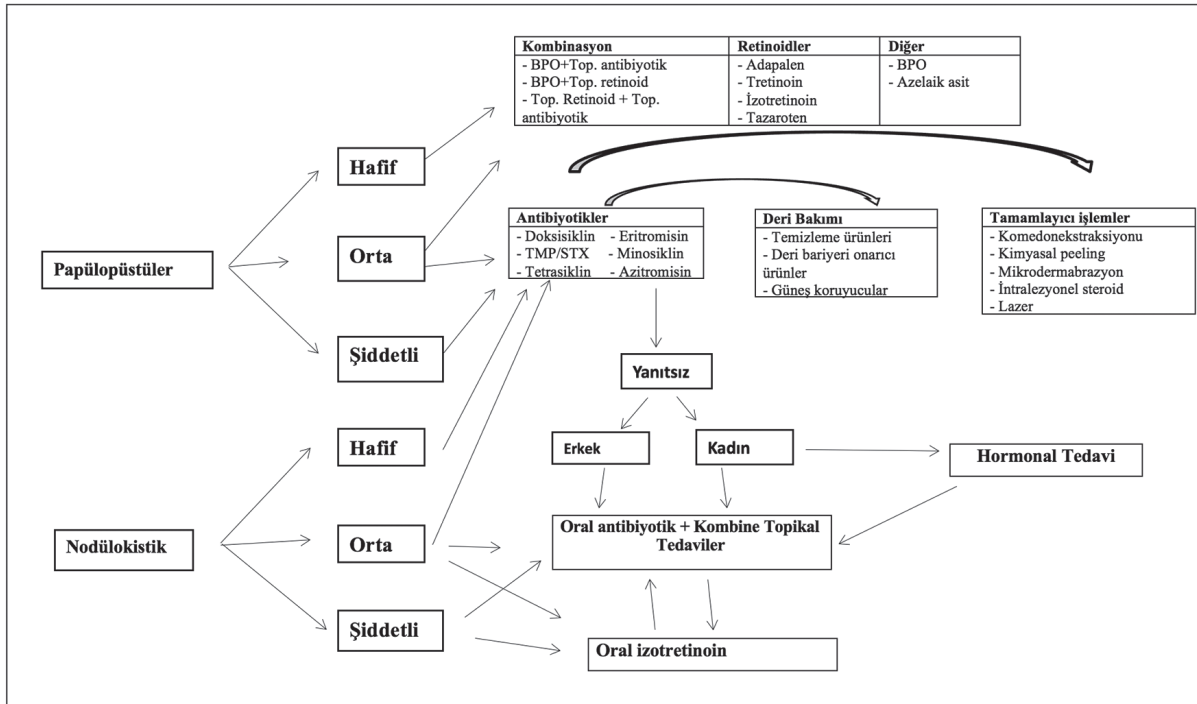 Kombinasyon
- BPO+Top. antibiyotik
- BPO+Top. retinoid
- Top. Retinoid + Top.
antibiyotik
Retinoidler
- Adapalen
- Tretinoin
- İzotretinoin
- Tazaroten
Diğer
- BPO
- Azelaik asit
Papülopüstüler
Hafif
Orta
Şiddetli
Antibiyotikler
- Doksisiklin - Eritromisin
- TMP/STX - Minosiklin
- Tetrasiklin - Azitromisin
Deri Bakımı
- Temizleme ürünleri
- Deri bariyeri onarıcı
ürünler
- Güneş koruyucular
Tamamlayıcı işlemler
- Komedonekstraksiyonu
- Kimyasal peeling
- Mikrodermabrazyon
- İntralezyonel steroid
- Lazer
Yanıtsız
Erkek
Kadın
Hormonal Tedavi
Nodülokistik
Hafif
Orta
Şiddetli
Oral antibiyotik + Kombine Topikal
Tedaviler
Oral izotretinoin